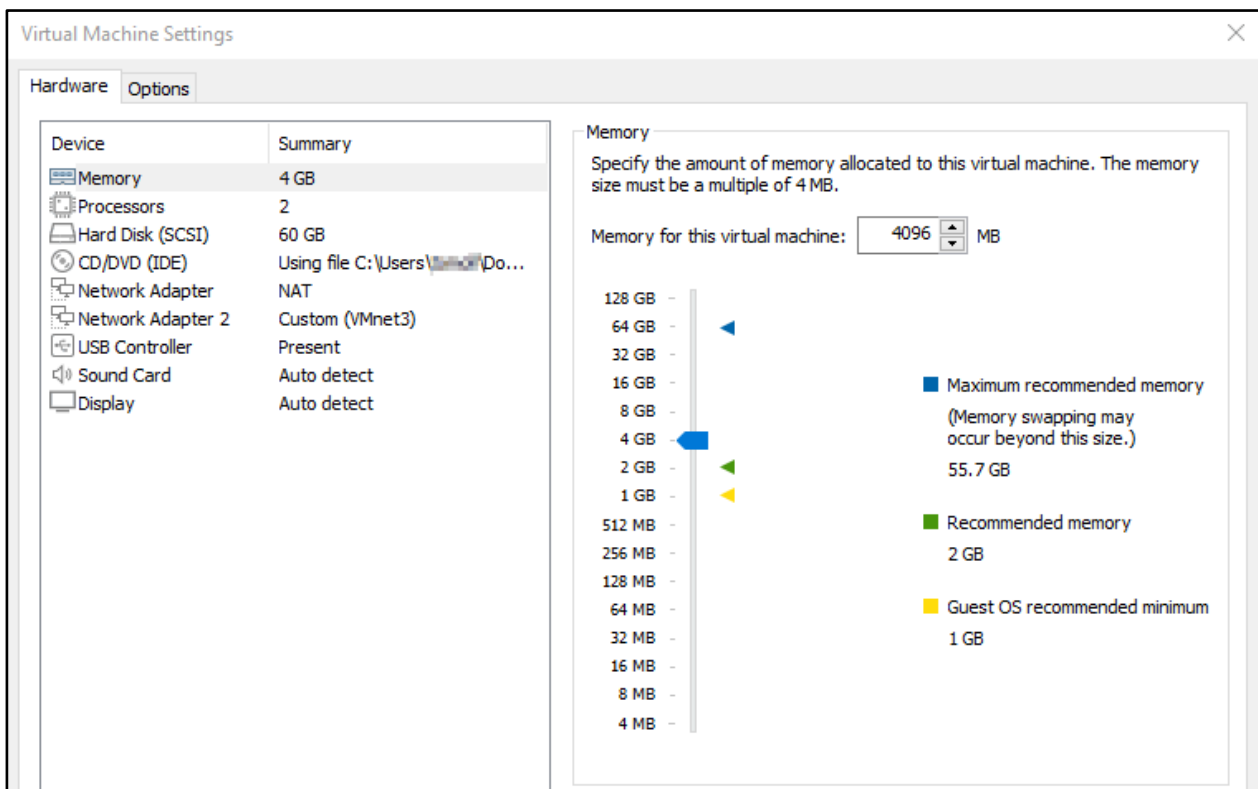 Virtual Machine Settings
Hardware Options
Device Summary
Memory 4 GB
Processors 2
Hard Disk (SCSI) 60 GB
CD/DVD (IDE) Using file C:\Users\ \Do...
Network Adapter NAT
Network Adapter 2 Custom (VMnet3)
USB Controller Present
Sound Card Auto detect
Display Auto detect
Memory
Specify the amount of memory allocated to this virtual machine. The memory
size must be a multiple of 4 MB.
Memory for this virtual machine: 4096 MB
128 GB
64 GB
32 GB
16 GB
8 GB
4 GB
2 GB
1 GB
512 MB
256 MB
128 MB
64 MB
32 MB
16 MB
8 MB
4 MB
Maximum recommended memory
(Memory swapping may
occur beyond this size.)
55.7 GB
Recommended memory
2 GB
Guest OS recommended minimum
1 GB